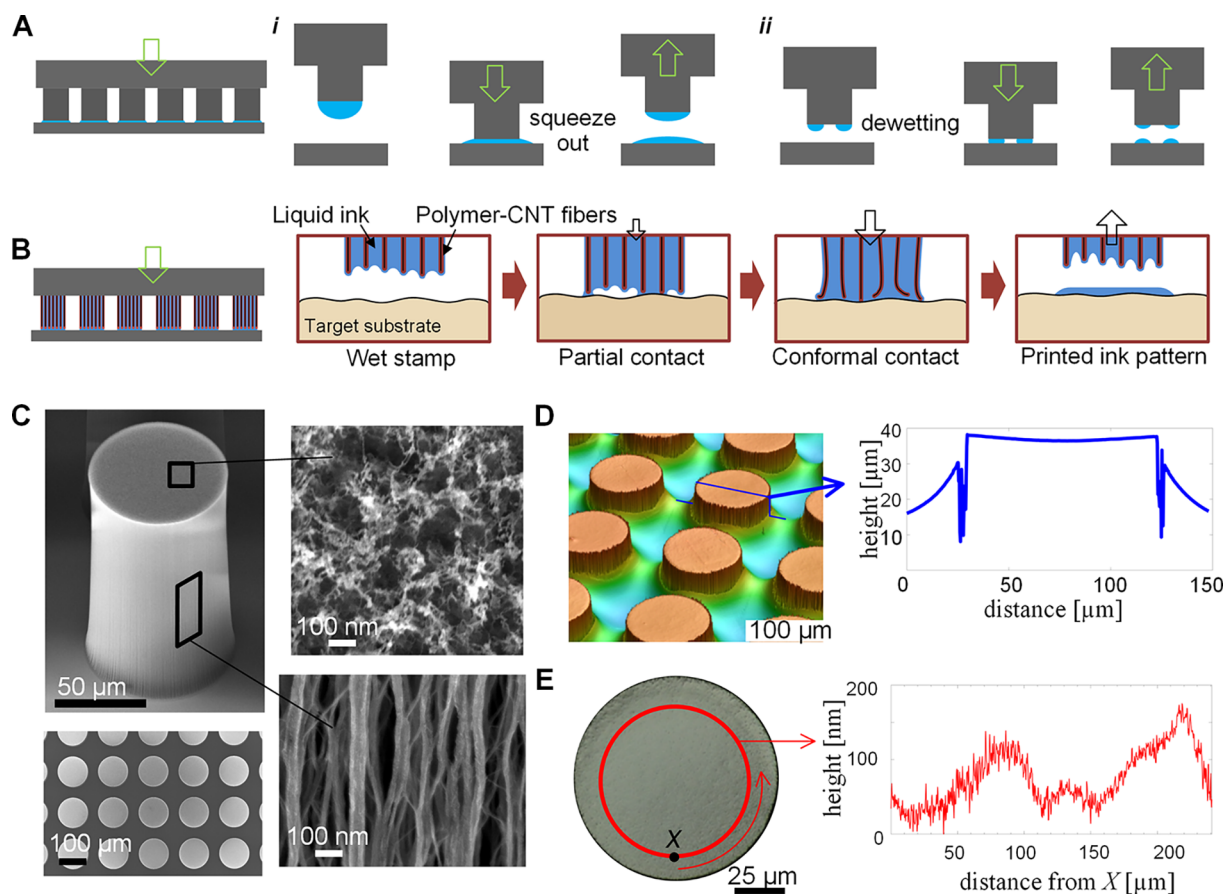 A
i
squeeze
out
ii
dewetting
B
Liquid ink
Polymer-CNT fibers
Target substrate
Wet stamp
Partial contact
Conformal contact
Printed ink pattern
C
50 µm
100 nm
100 µm
100 nm
D
100 µm
height [µm]
40
30
20
10
0
50
100
150
distance [µm]
E
X
25 µm
height [nm]
200
100
0
50
100
150
200
distance from X [µm]